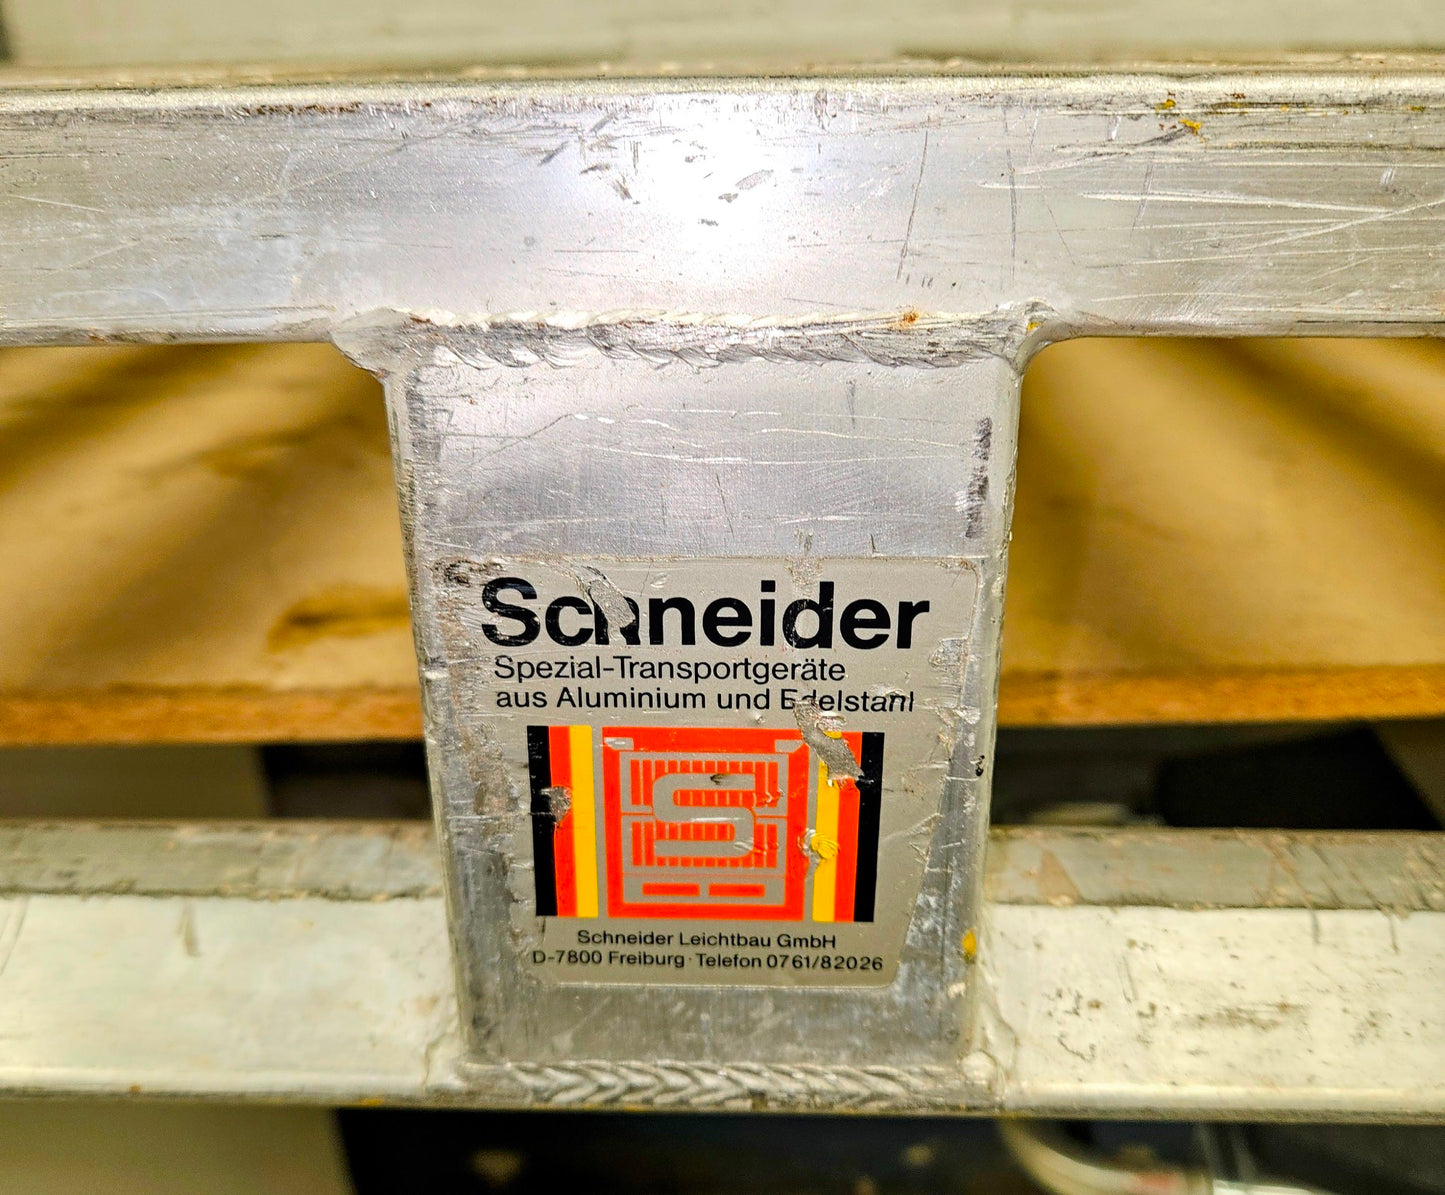 Schneider
Spezial-Transportgeräte
aus Aluminium und Edelstahl
S
Schneider Leichtbau GmbH
D-7800 Freiburg · Telefon 0761/82026